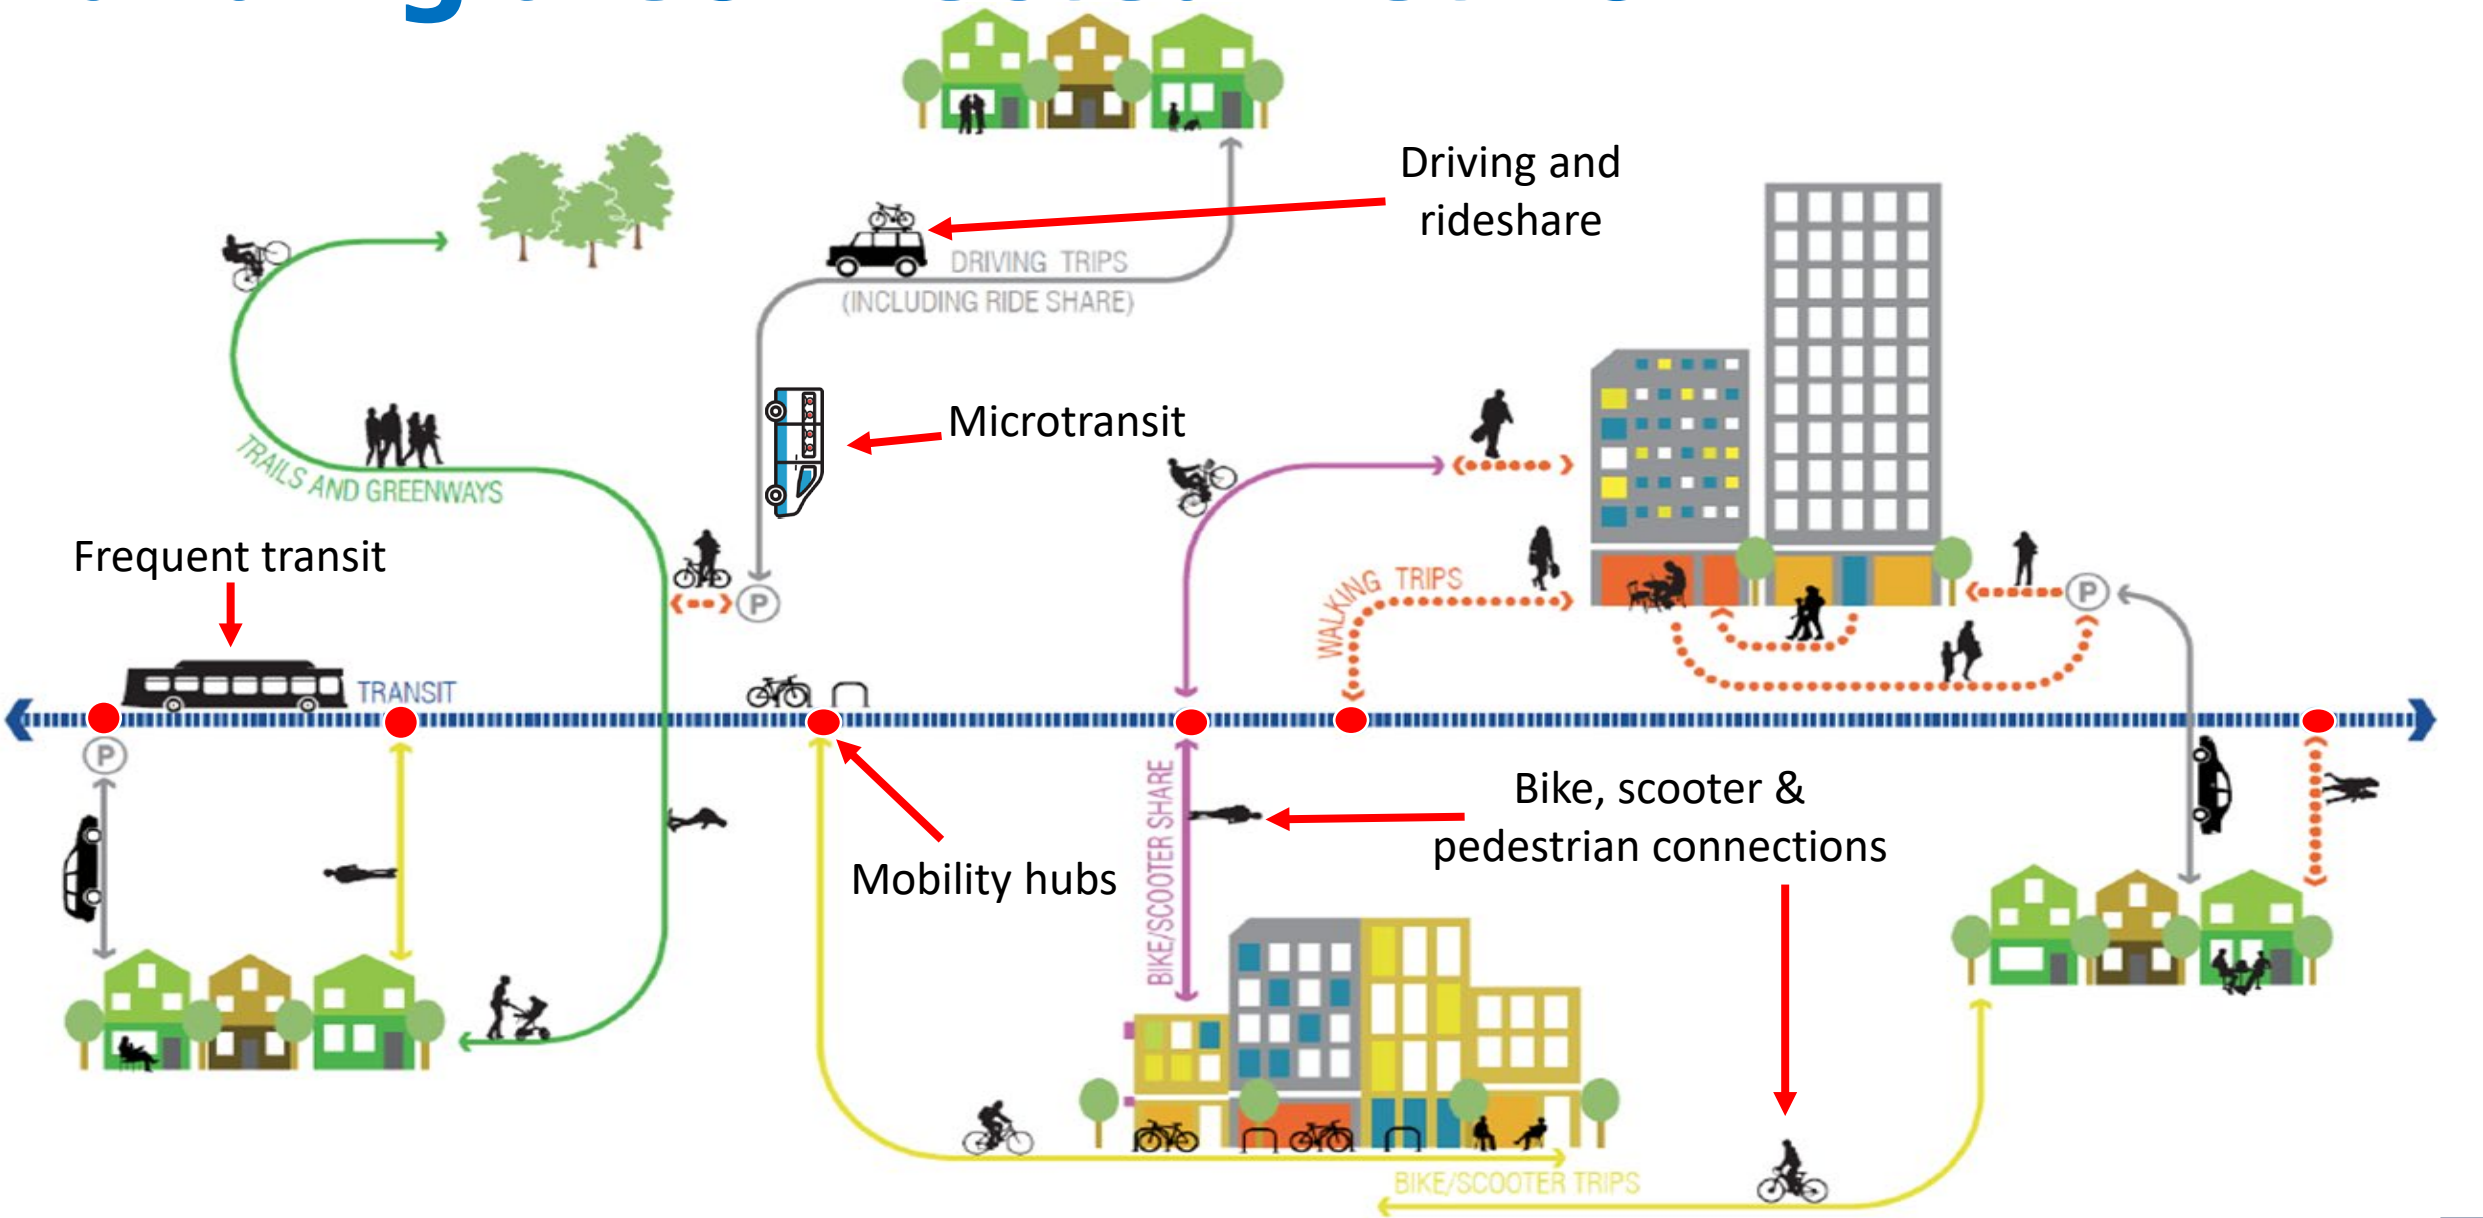 Driving and
rideshare
DRIVING TRIPS
(INCLUDING RIDE SHARE)
Microtransit
TRAILS AND GREENWAYS
Frequent transit
WALKING TRIPS
P
P
TRANSIT
P
BIKE/SCOOTER SHARE
Bike, scooter &
pedestrian connections
Mobility hubs
BIKE/SCOOTER TRIPS